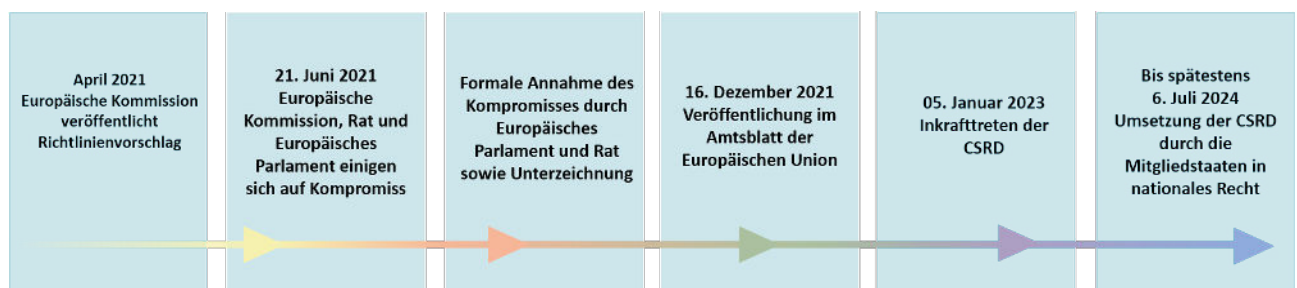 April 2021
Europäische Kommission
veröffentlicht
Richtlinienvorschlag
21. Juni 2021
Europäische
Kommission, Rat und
Europäisches
Parlament einigen
sich auf Kompromiss
Formale Annahme des
Kompromisses durch
Europäisches
Parlament und Rat
sowie Unterzeichnung
16. Dezember 2021
Veröffentlichung im
Amtsblatt der
Europäischen Union
05. Januar 2023
Inkrafttreten der
CSRD
Bis spätestens
6. Juli 2024
Umsetzung der CSRD
durch die
Mitgliedstaaten in
nationales Recht